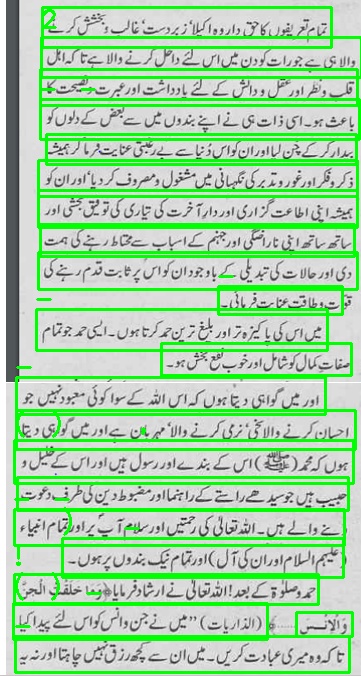 تمام تعریفوں کا حق دار وہ اکیلا، زبردست، غالب و بخشش کرنے
والا ہی ہے جو رات کو دن میں اس لئے داخل کرنے والا ہے تاکہ اہل
قلب و نظر اور عقل و دانش کے لئے یادداشت اور عبرت و نصیحت کا
باعث ہو۔ اسی ذات ہی نے اپنے بندوں میں سے بعض کے دلوں کو
بیدار کر کے چن لیا اور ان کو اس دُنیا سے بے رغبتی عنایت فرما کر ہمیشہ
ذکر و فکر اور غور و تدبر کی نگہبانی میں مشغول و مصروف کر دیا، اور ان کو
ہمیشہ اپنی اطاعت گزاری اور دارِ آخرت کی تیاری کی توفیق بخشی اور
ساتھ ساتھ اپنی ناراضگی اور جہنم کے اسباب سے محتاط رہنے کی ہمت
دی اور حالات کی تبدیلی کے باوجود ان کو اس پر ثابت قدم رہنے کی
قوت و طاقت عنایت فرمائی۔
میں اس کی پاکیزہ تر اور بلیغ ترین حمد کرتا ہوں۔ ایسی حمد جو تمام
صفاتِ کمال کو شامل اور خوب نفع بخش ہو۔
اور میں گواہی دیتا ہوں کہ اس اللہ کے سوا کوئی معبود نہیں جو
احسان کرنے والا سخی، نرمی کرنے والا، مہربان ہے اور میں گواہی دیتا
ہوں کہ محمد (ﷺ) اس کے بندے اور رسول ہیں اور اس کے خلیل و
حبیب ہیں جو سیدھے راستے کے راہنما اور مضبوط دین کی طرف دعوت
دینے والے ہیں۔ اللہ تعالیٰ کی رحمتیں اور سلام آپ پر اور تمام انبیاء
(علیہم السلام اور ان کی آل) اور تمام نیک بندوں پر ہوں۔
حمد و صلوٰۃ کے بعد! اللہ تعالیٰ نے ارشاد فرمایا ﴿وَمَا خَلَقْتُ الْجِنَّ
وَالْاِنْسَ ......﴾ (الذاریات) ”میں نے جن و انس کو اس لئے پیدا کیا
تاکہ وہ میری عبادت کریں۔ میں ان سے کچھ رزق نہیں چاہتا اور نہ یہ